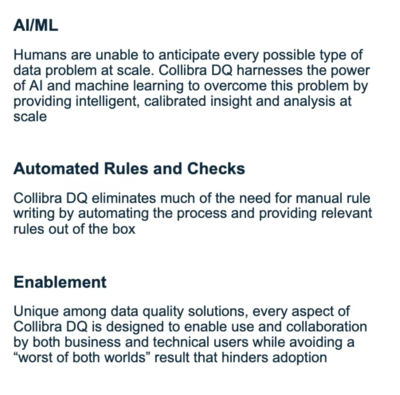 AI/ML
Humans are unable to anticipate every possible type of
data problem at scale. Collibra DQ harnesses the power
of AI and machine learning to overcome this problem by
providing intelligent, calibrated insight and analysis at
scale
Automated Rules and Checks
Collibra DQ eliminates much of the need for manual rule
writing by automating the process and providing relevant
rules out of the box
Enablement
Unique among data quality solutions, every aspect of
Collibra DQ is designed to enable use and collaboration
by both business and technical users while avoiding a
“worst of both worlds” result that hinders adoption